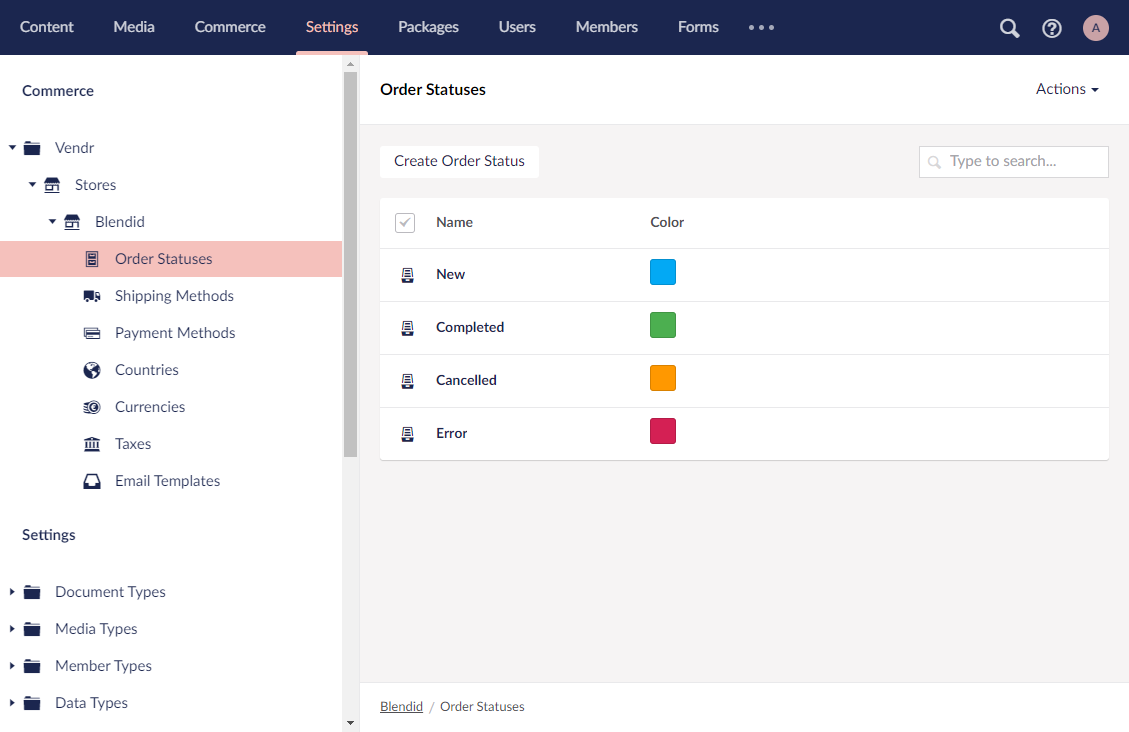 Content Media Commerce Settings Packages Users Members Forms A
Commerce
Vendr
Stores
Blendid
Order Statuses
Shipping Methods
Payment Methods
Countries
Currencies
Taxes
Email Templates
Settings
Document Types
Media Types
Member Types
Data Types
Order Statuses
Actions
Create Order Status
Type to search...
Name Color
New
Completed
Cancelled
Error
Blendid / Order Statuses